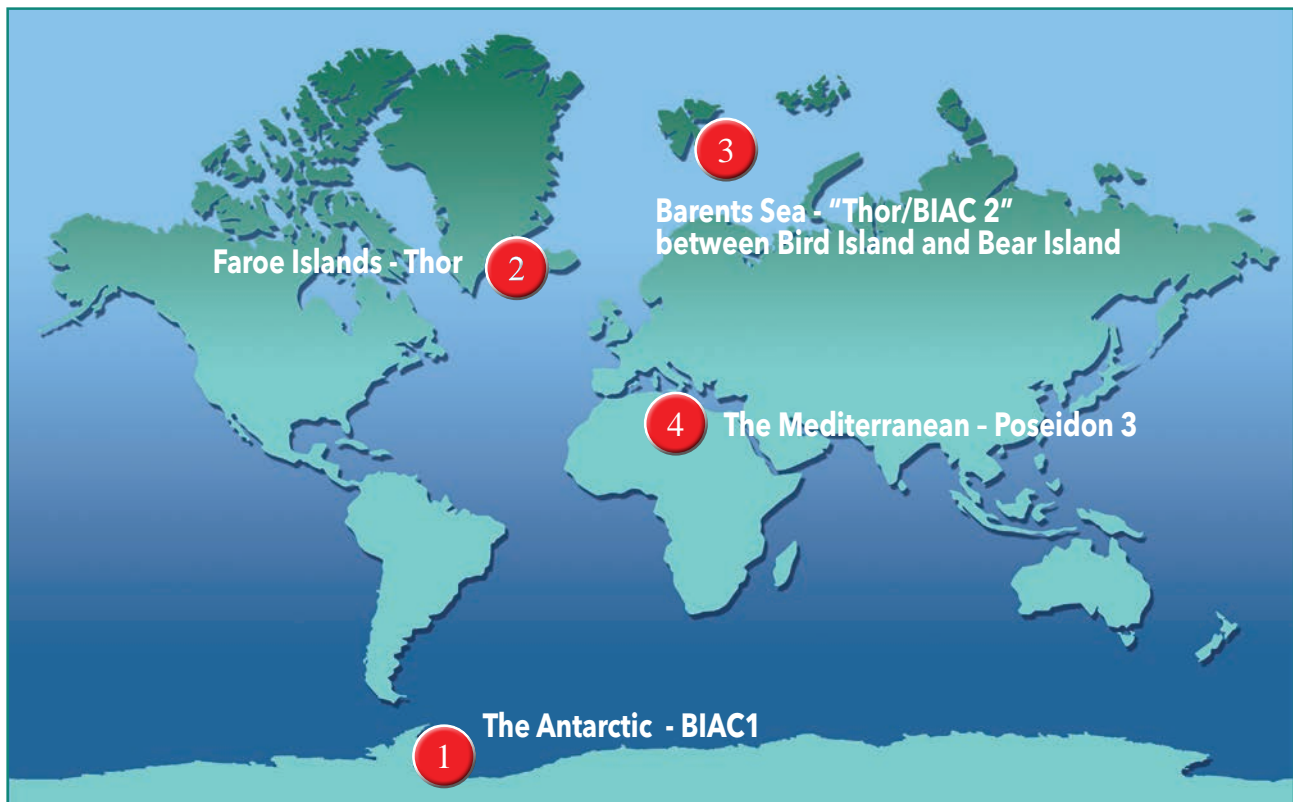 3
Barents Sea - “Thor/BIAC 2”
between Bird Island and Bear Island
Faroe Islands - Thor
2
4
The Mediterranean – Poseidon 3
The Antarctic - BIAC1
1